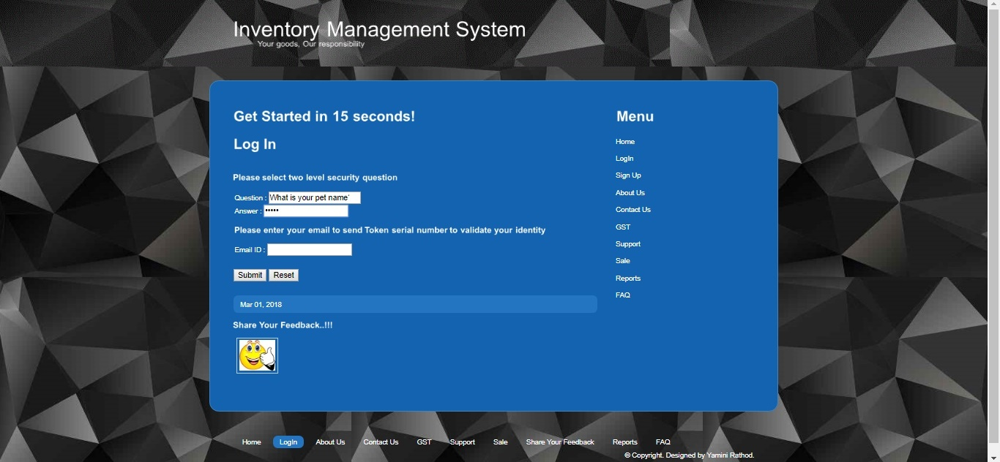 Inventory Management System
Your goods, Our responsibility
Get Started in 15 seconds!
Log In
Please select two level security question
Question : What is your pet name'
Answer : •••••
Please enter your email to send Token serial number to validate your identity
Email ID :
Submit Reset
Mar 01, 2018
Share Your Feedback..!!!
Menu
Home
LogIn
Sign Up
About Us
Contact Us
GST
Support
Sale
Reports
FAQ
Home LogIn About Us Contact Us GST Support Sale Share Your Feedback Reports FAQ
© Copyright. Designed by Yamini Rathod.